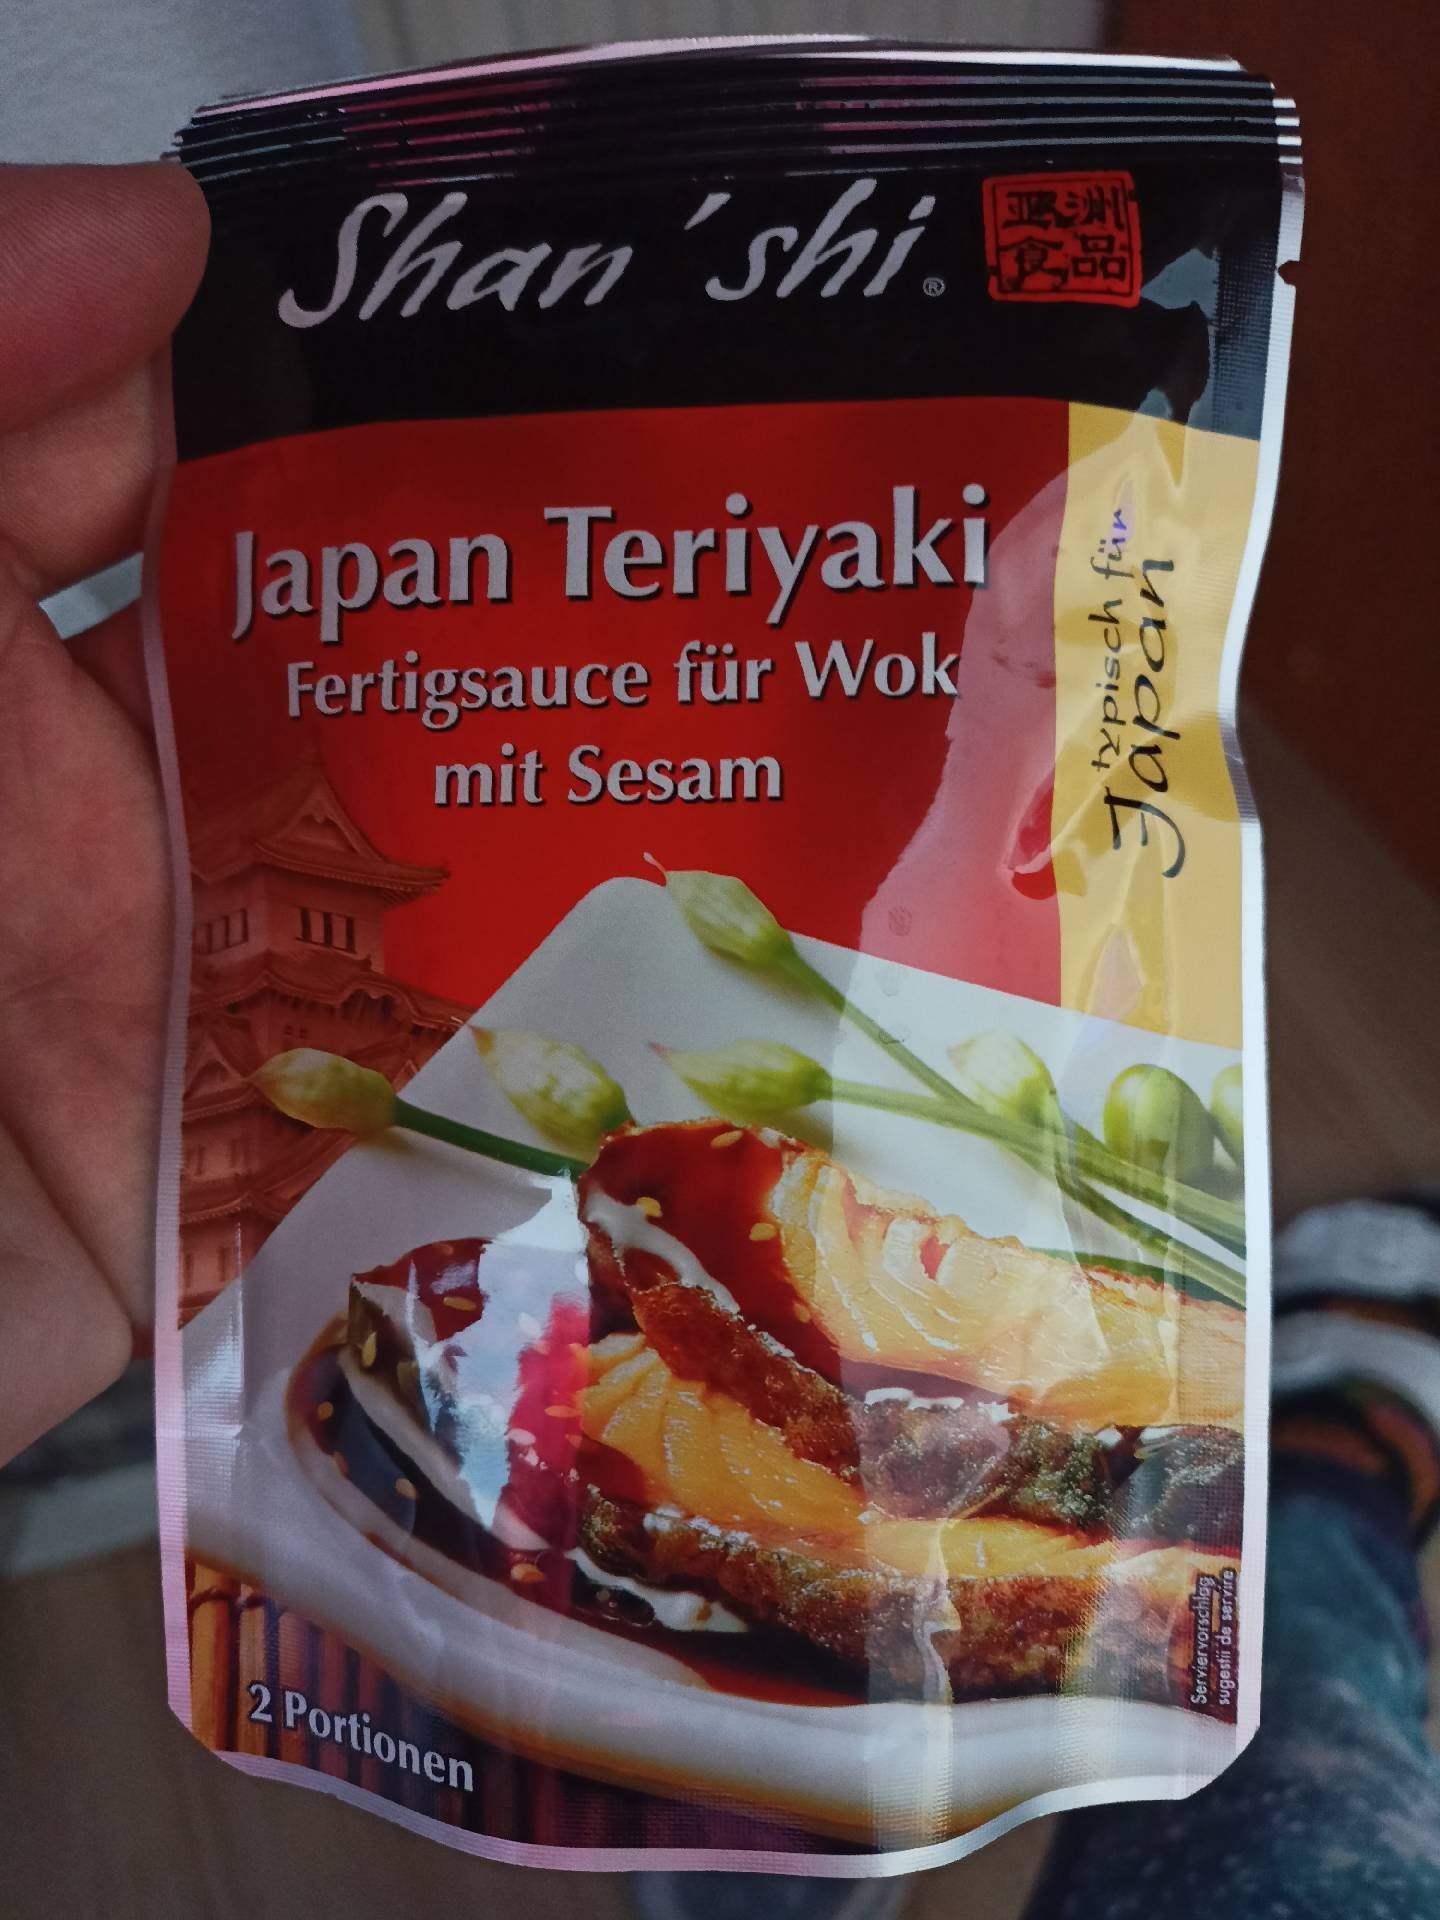 Shan'shi®
亞洲
食品
Japan Teriyaki
Fertigsauce für Wok
mit Sesam
typisch für
Japan
2 Portionen
Serviervorschlag
sugestii de servire